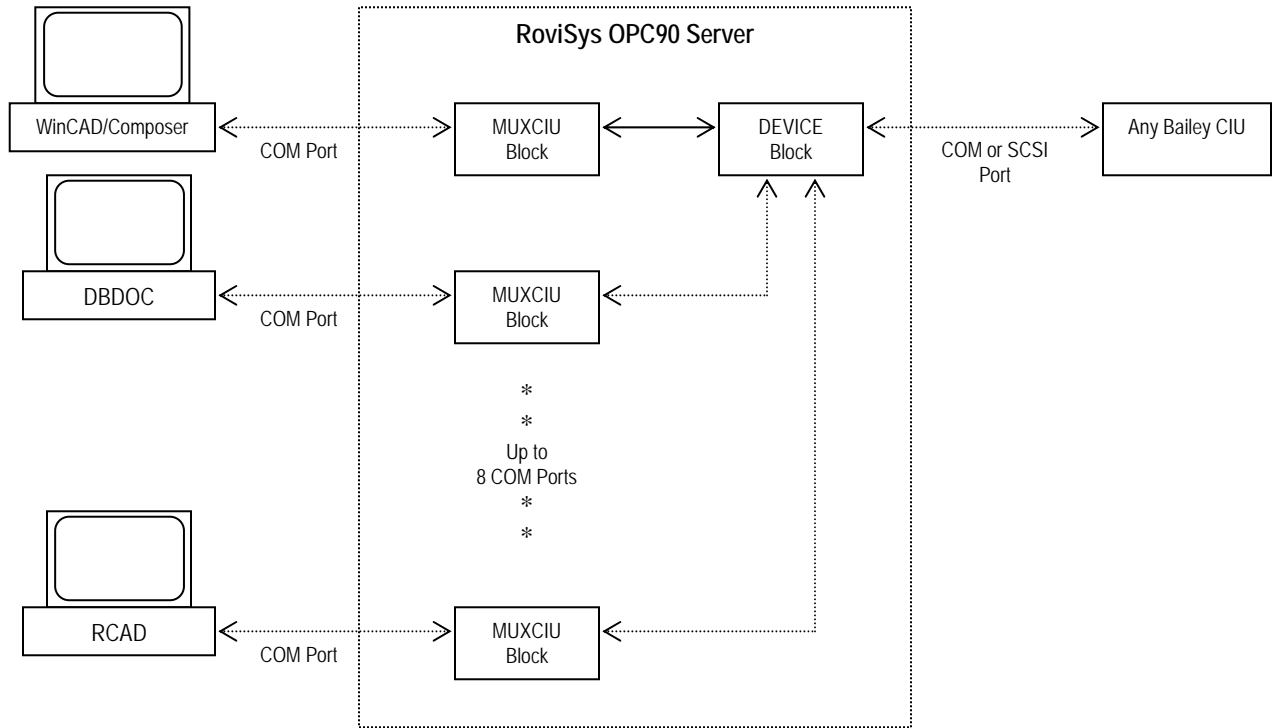 RoviSys OPC90 Server
WinCAD/Composer
COM Port
MUXCIU
Block
DEVICE
Block
COM or SCSI
Port
Any Bailey CIU
DBDOC
COM Port
MUXCIU
Block
*
*
Up to
8 COM Ports
*
*
RCAD
COM Port
MUXCIU
Block